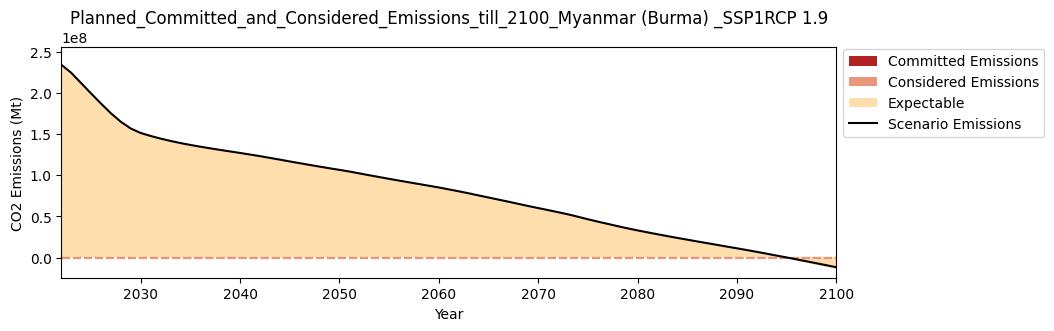 Planned_Committed_and_Considered_Emissions_till_2100_Myanmar (Burma) _SSP1RCP 1.9
1e8
2.5
2.0
1.5
1.0
0.5
0.0
CO2 Emissions (Mt)
2030
2040
2050
2060
2070
2080
2090
2100
Year
Committed Emissions
Considered Emissions
Expectable
Scenario Emissions